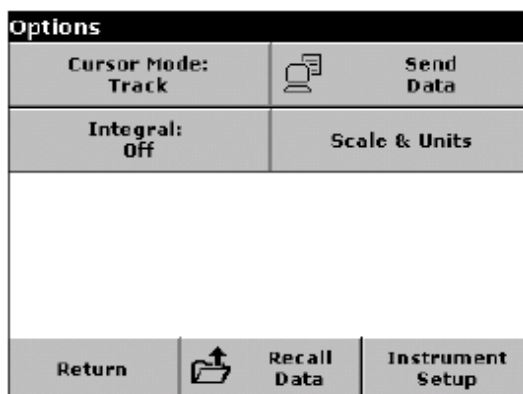 Options
Cursor Mode:
Track
Send
Data
Integral:
Off
Scale & Units
Return
Recall
Data
Instrument
Setup